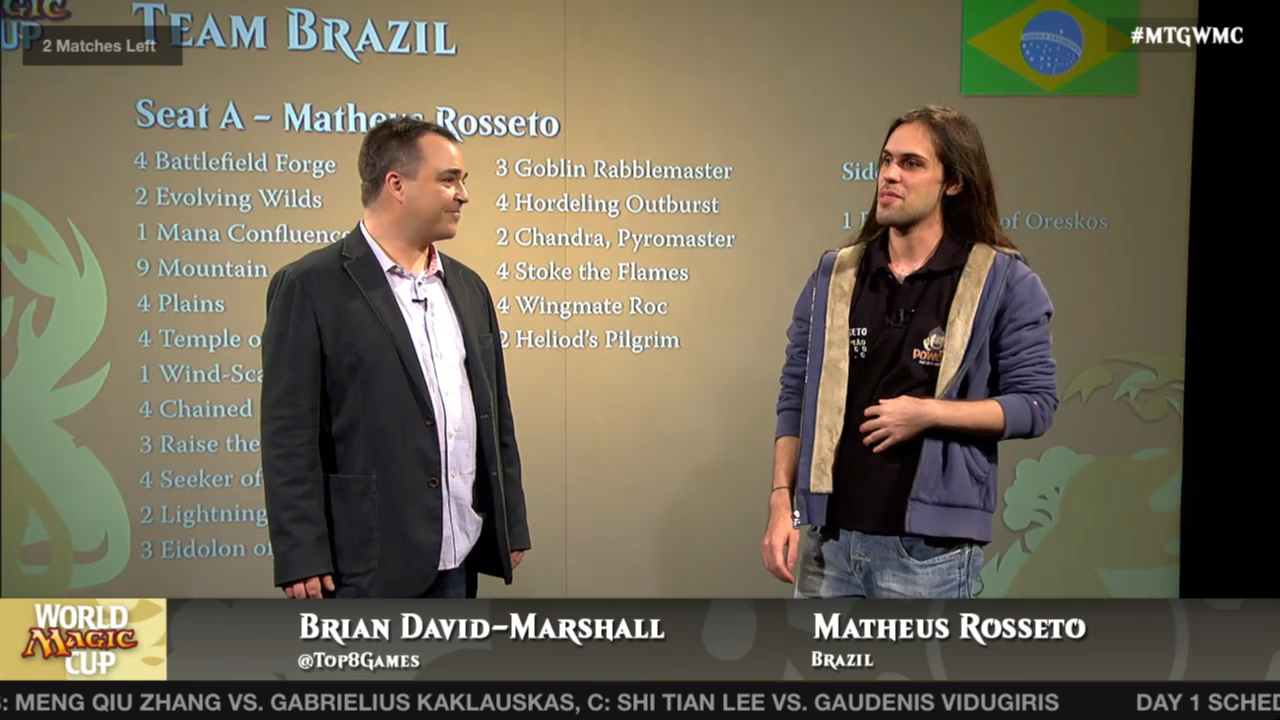 MAGIC
CUP
2 Matches Left
TEAM BRAZIL
#MTGWMC
Seat A – Matheus Rosseto
4 Battlefield Forge
2 Evolving Wilds
1 Mana Confluence
9 Mountain
4 Plains
4 Temple o
1 Wind-Sca
4 Chained
3 Raise the
4 Seeker of
2 Lightning
3 Eidolon of
3 Goblin Rabblemaster
4 Hordeling Outburst
2 Chandra, Pyromaster
4 Stoke the Flames
4 Wingmate Roc
2 Heliod's Pilgrim
Side
1 of Oreskos
WORLD
MAGIC
CUP
BRIAN DAVID-MARSHALL
@TOP8GAMES
MATHEUS ROSSETO
BRAZIL
: MENG QIU ZHANG VS. GABRIELIUS KAKLAUSKAS, C: SHI TIAN LEE VS. GAUDENIS VIDUGIRIS DAY 1 SCHED